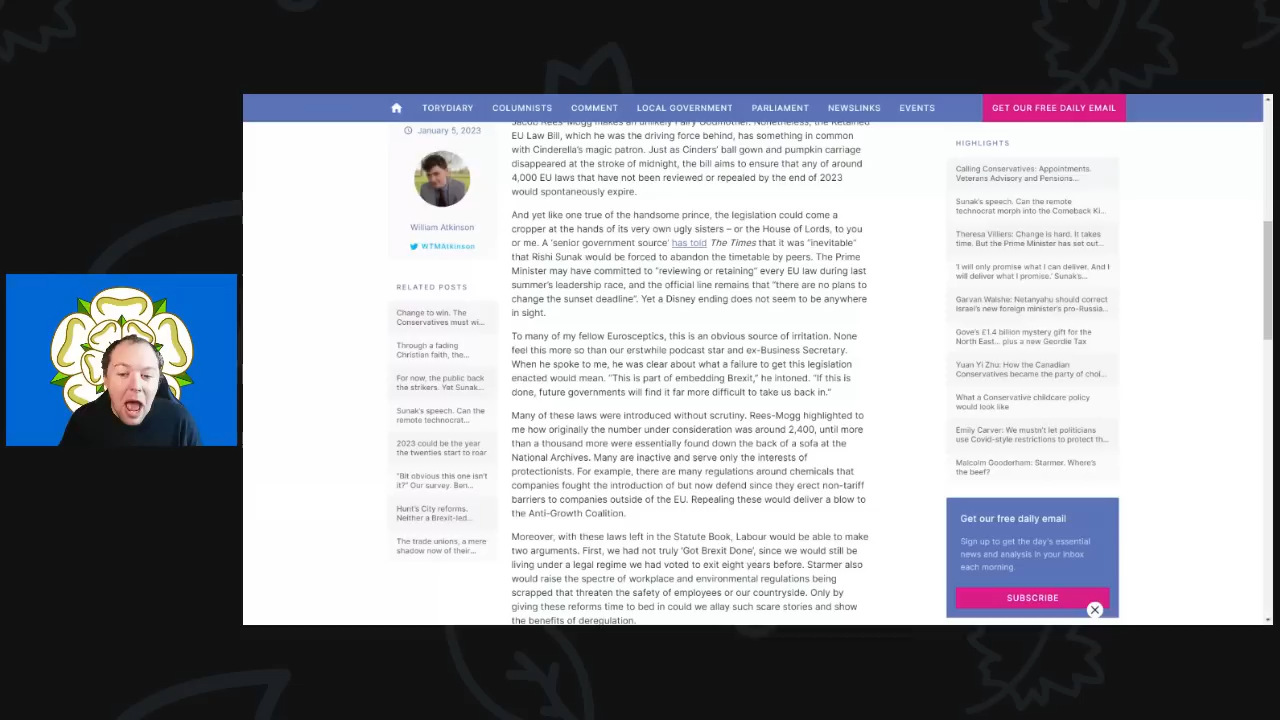 TORYDIARY COLUMNISTS COMMENT LOCAL GOVERNMENT PARLIAMENT NEWSLINKS EVENTS GET OUR FREE DAILY EMAIL
January 5, 2023
William Atkinson
WTMAtkinson
RELATED POSTS
Change to win. The
Conservatives must wi...
Through a fading
Christian faith, the...
For now, the public back
the strikers. Yet Sunak...
Sunak's speech. Can the
remote technocrat...
2023 could be the year
the twenties start to roar
"Bit obvious this one isn't
it?" Our survey. Ben...
Hunt's City reforms.
Neither a Brexit-led...
The trade unions, a mere
shadow now of their...
Jacob Rees-Mogg makes an unlikely Fairy Godmother. Nonetheless, the Retained
EU Law Bill, which he was the driving force behind, has something in common
with Cinderella's magic patron. Just as Cinders' ball gown and pumpkin carriage
disappeared at the stroke of midnight, the bill aims to ensure that any of around
4,000 EU laws that have not been reviewed or repealed by the end of 2023
would spontaneously expire.
And yet like one true of the handsome prince, the legislation could come a
cropper at the hands of its very own ugly sisters – or the House of Lords, to you
or me. A 'senior government source' has told The Times that it was "inevitable"
that Rishi Sunak would be forced to abandon the timetable by peers. The Prime
Minister may have committed to "reviewing or retaining" every EU law during last
summer's leadership race, and the official line remains that "there are no plans to
change the sunset deadline". Yet a Disney ending does not seem to be anywhere
in sight.
To many of my fellow Eurosceptics, this is an obvious source of irritation. None
feel this more so than our erstwhile podcast star and ex-Business Secretary.
When he spoke to me, he was clear about what a failure to get this legislation
enacted would mean. "This is part of embedding Brexit," he intoned. "If this is
done, future governments will find it far more difficult to take us back in."
Many of these laws were introduced without scrutiny. Rees-Mogg highlighted to
me how originally the number under consideration was around 2,400, until more
than a thousand more were essentially found down the back of a sofa at the
National Archives. Many are inactive and serve only the interests of
protectionists. For example, there are many regulations around chemicals that
companies fought the introduction of but now defend since they erect non-tariff
barriers to companies outside of the EU. Repealing these would deliver a blow to
the Anti-Growth Coalition.
Moreover, with these laws left in the Statute Book, Labour would be able to make
two arguments. First, we had not truly 'Got Brexit Done', since we would still be
living under a legal regime we had voted to exit eight years before. Starmer also
would raise the spectre of workplace and environmental regulations being
scrapped that threaten the safety of employees or our countryside. Only by
giving these reforms time to bed in could we allay such scare stories and show
the benefits of deregulation.
HIGHLIGHTS
Calling Conservatives: Appointments.
Veterans Advisory and Pensions...
Sunak's speech. Can the remote
technocrat morph into the Comeback Ki...
Theresa Villiers: Change is hard. It takes
time. But the Prime Minister has set out...
'I will only promise what I can deliver. And I
will deliver what I promise.' Sunak's...
Garvan Walshe: Netanyahu should correct
Israel's new foreign minister's pro-Russia...
Gove's £1.4 billion mystery gift for the
North East... plus a new Geordie Tax
Yuan Yi Zhu: How the Canadian
Conservatives became the party of choi...
What a Conservative childcare policy
would look like
Emily Carver: We mustn't let politicians
use Covid-style restrictions to protect th...
Malcolm Gooderham: Starmer. Where's
the beef?
Get our free daily email
Sign up to get the day's essential
news and analysis in your inbox
each morning.
SUBSCRIBE